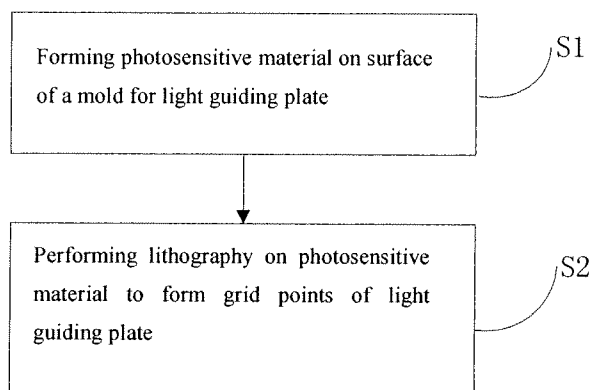 Forming photosensitive material on surface
S1
of a mold for light guiding plate
Performing lithography on photosensitive
S2
material to form grid points of light
guiding plate